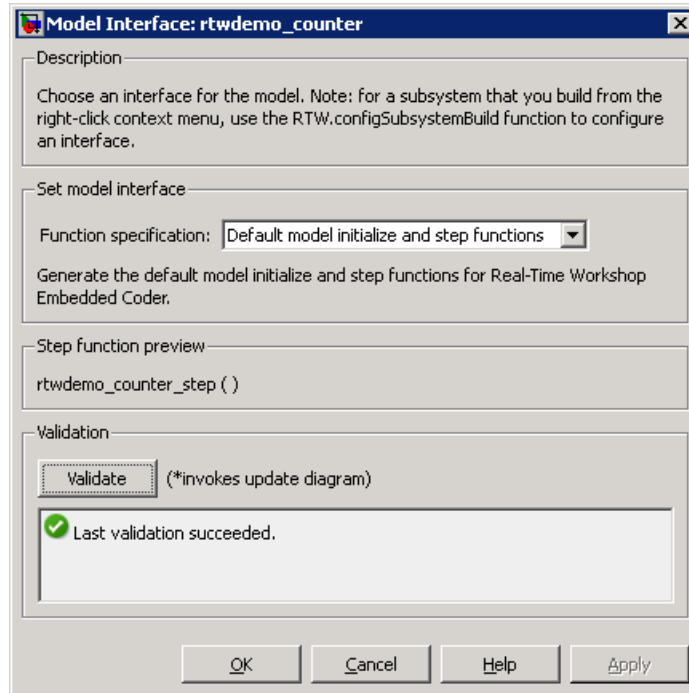 Model Interface: rtwdemo_counter
Description
Choose an interface for the model. Note: for a subsystem that you build from the
right-click context menu, use the RTW.configSubsystemBuild function to configure
an interface.
Set model interface
Function specification: Default model initialize and step functions
Generate the default model initialize and step functions for Real-Time Workshop
Embedded Coder.
Step function preview
rtwdemo_counter_step ( )
Validation
Validate (*invokes update diagram)
Last validation succeeded.
OK Cancel Help Apply